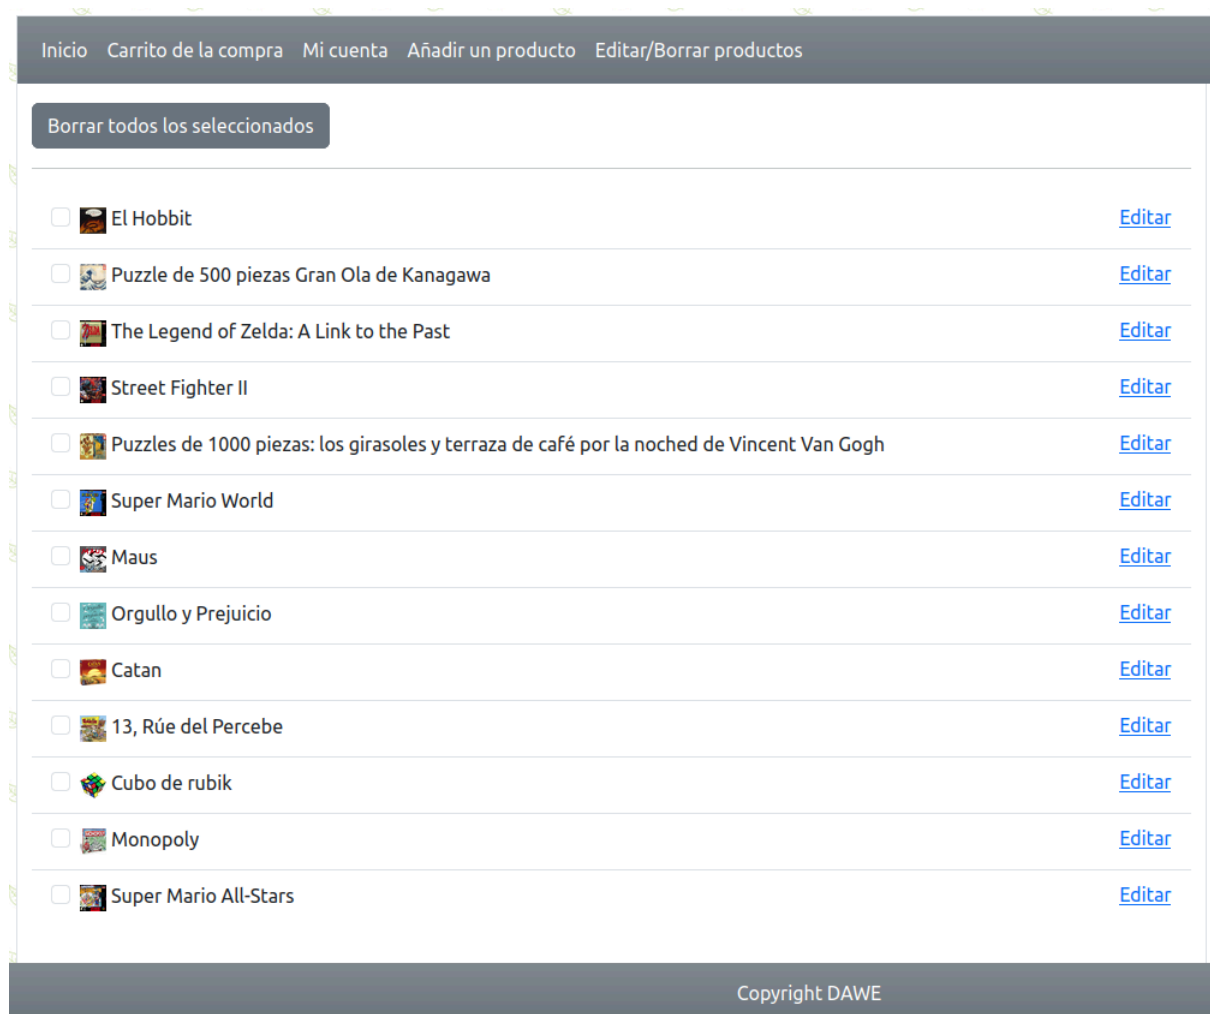 Inicio Carrito de la compra Mi cuenta Añadir un producto Editar/Borrar productos
Borrar todos los seleccionados
El Hobbit Editar
Puzzle de 500 piezas Gran Ola de Kanagawa Editar
The Legend of Zelda: A Link to the Past Editar
Street Fighter II Editar
Puzzles de 1000 piezas: los girasoles y terraza de café por la noched de Vincent Van Gogh Editar
Super Mario World Editar
Maus Editar
Orgullo y Prejuicio Editar
Catan Editar
13, Rúe del Percebe Editar
Cubo de rubik Editar
Monopoly Editar
Super Mario All-Stars Editar
Copyright DAWE